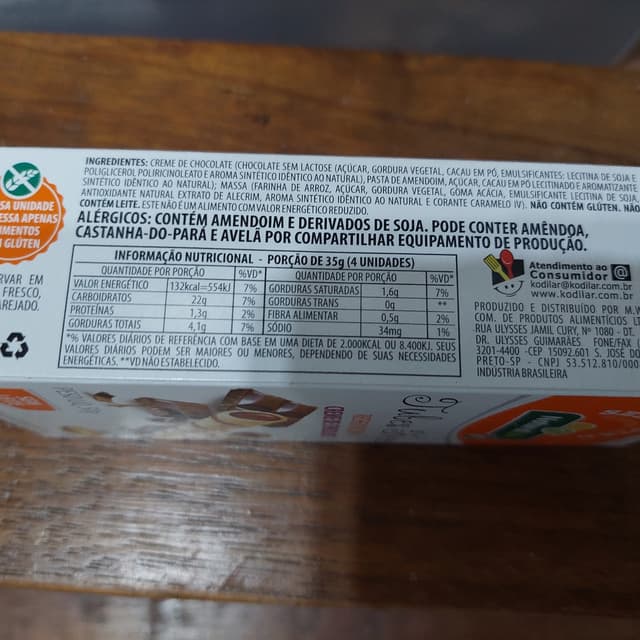 INGREDIENTES: CREME DE CHOCOLATE (CHOCOLATE SEM LACTOSE (AÇÚCAR, GORDURA VEGETAL, CACAU EM PÓ, EMULSIFICANTES: LECITINA DE SOJA E
POLIGLICEROL POLIRICINOLEATO E AROMA SINTÉTICO IDÊNTICO AO NATURAL), PASTA DE AMENDOIM, AÇÚCAR, CACAU EM PÓ LECITINADO E AROMATIZANTE
SINTÉTICO IDÊNTICO AO NATURAL); MASSA (FARINHA DE ARROZ, AÇÚCAR, GORDURA VEGETAL, GOMA ACÁCIA, EMULSIFICANTE LECITINA DE SOJA,
ANTIOXIDANTE NATURAL EXTRATO DE ALECRIM, AROMA SINTÉTICO IDÊNTICO AO NATURAL E CORANTE CARAMELO IV). NÃO CONTÉM GLÚTEN. NÃO
CONTÉM LEITE. ESTE NÃO É UM ALIMENTO COM VALOR ENERGÉTICO REDUZIDO.
ALÉRGICOS: CONTÉM AMENDOIM E DERIVADOS DE SOJA. PODE CONTER AMÊNDOA,
CASTANHA-DO-PARÁ E AVELÃ POR COMPARTILHAR EQUIPAMENTO DE PRODUÇÃO.
SA UNIDADE
ESSA APENAS
IMENTOS
GLÚTEN
RVAR EM
FRESCO,
AREJADO.
INFORMAÇÃO NUTRICIONAL - PORÇÃO DE 35g (4 UNIDADES)
QUANTIDADE POR PORÇÃO %VD* QUANTIDADE POR PORÇÃO %VD*
VALOR ENERGÉTICO 132kcal=554kJ 7% GORDURAS SATURADAS 1,6g 7%
CARBOIDRATOS 22g 7% GORDURAS TRANS 0g **
PROTEÍNAS 1,3g 2% FIBRA ALIMENTAR 0,5g 2%
GORDURAS TOTAIS 4,1g 7% SÓDIO 34mg 1%
*% VALORES DIÁRIOS DE REFERÊNCIA COM BASE EM UMA DIETA DE 2.000KCAL OU 8.400KJ. SEUS
VALORES DIÁRIOS PODEM SER MAIORES OU MENORES, DEPENDENDO DE SUAS NECESSIDADES
ENERGÉTICAS. **VD NÃO ESTABELECIDO.
Atendimento ao
Consumidor @
kodilar@kodilar.com.br
www.kodilar.com.br
PRODUZIDO E DISTRIBUÍDO POR M.W
COM. DE PRODUTOS ALIMENTÍCIOS LT
RUA ULYSSES JAMIL CURY, Nº 1080 - DT.
DR. ULYSSES GUIMARÃES FONE/FAX (
3201-4400 -CEP 15092.601 S. JOSÉ DO
PRETO-SP - CNPJ 53.512.810/000
INDÚSTRIA BRASILEIRA